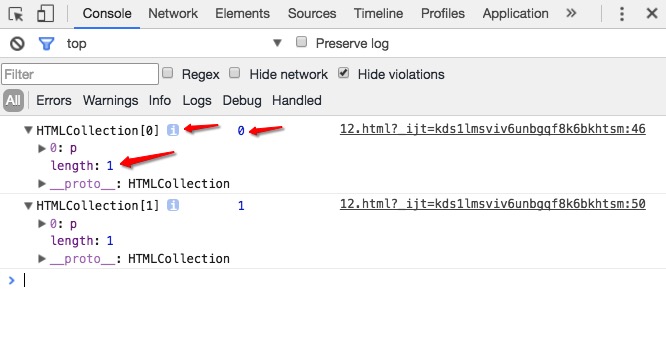 Console Network Elements Sources Timeline Profiles Application »
top ▼ Preserve log
Filter Regex Hide network Hide violations
All Errors Warnings Info Logs Debug Handled
▼HTMLCollection[0] i 0 12.html?_ijt=kds1lmsviv6unbgqf8k6bkhtsm:46
▶0: p
length: 1
▶__proto__: HTMLCollection
▼HTMLCollection[1] i 1 12.html?_ijt=kds1lmsviv6unbgqf8k6bkhtsm:50
▶0: p
length: 1
▶__proto__: HTMLCollection
>